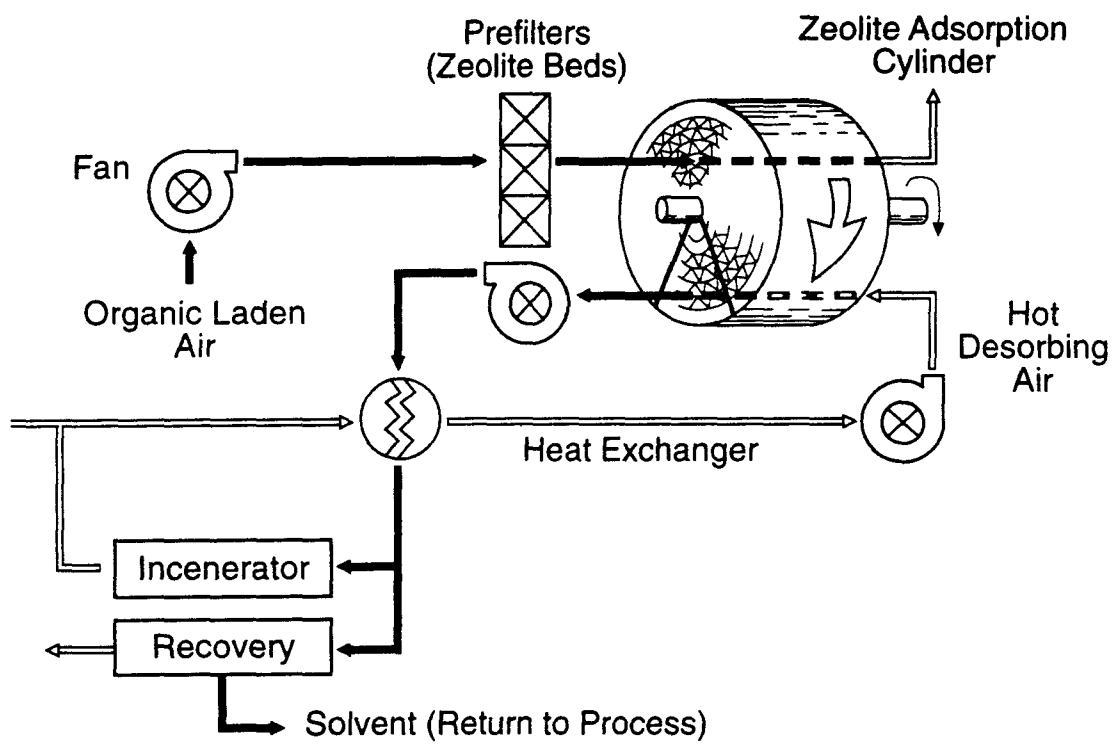 Prefilters
(Zeolite Beds)
Zeolite Adsorption
Cylinder
Fan
Organic Laden
Air
Hot
Desorbing
Air
Heat Exchanger
Incenerator
Recovery
Solvent (Return to Process)